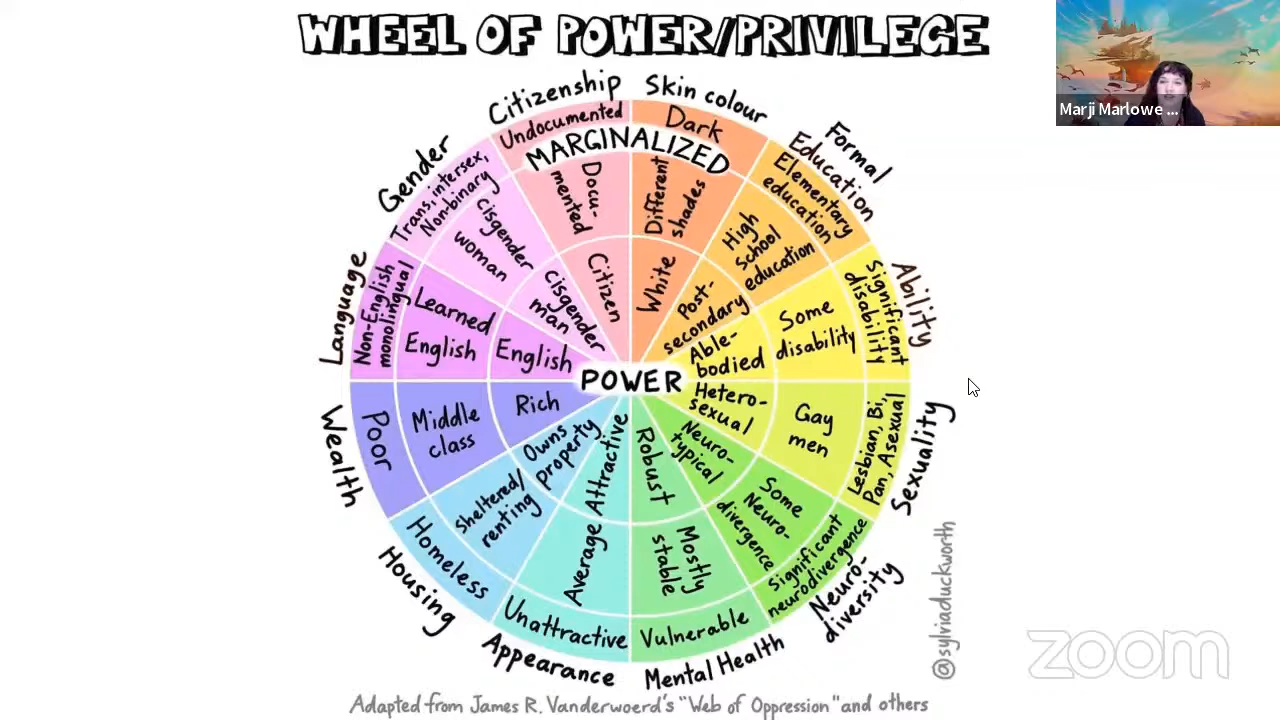 WHEEL OF POWER/PRIVILEGE
Marji Marlowe ...
Citizenship
Undocumented
Docu-
mented
Citizen
Skin colour
Dark
MARGINALIZED
Different
shades
White
Formal
Education
Elementary
education
High
School
education
Post-
secondary
Ability
Significant
disability
Some
disability
Able-
bodied
Sexuality
Lesbian, Bi,
Pan, Asexual
Gay
men
Hetero-
sexual
Neuro-
diversity
Significant
neurodivergence
Some
Neuro-
divergence
Neuro-
typical
Mental Health
Vulnerable
Mostly
stable
Robust
Appearance
Unattractive
Average
Attractive
Housing
Homeless
Sheltered/
renting
Owns
property
Wealth
Poor
Middle
class
Rich
Language
Non-English
monolingual
Learned
English
English
Gender
Trans, intersex,
Non-binary
cisgender
woman
cisgender
man
POWER
@sylviaduckworth
zoom
Adapted from James R. Vanderwoerd's "Web of Oppression" and others